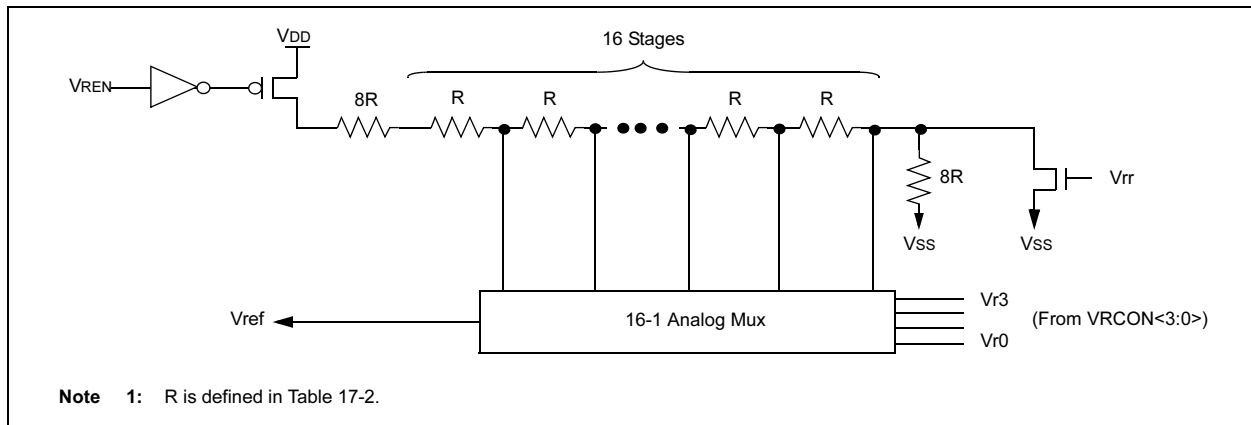 16 Stages
VDD
VREN
8R
R
R
R
R
8R
Vrr
VSS
VSS
Vref
16-1 Analog Mux
Vr3
(From VRCON<3:0>)
Vr0
Note 1: R is defined in Table 17-2.